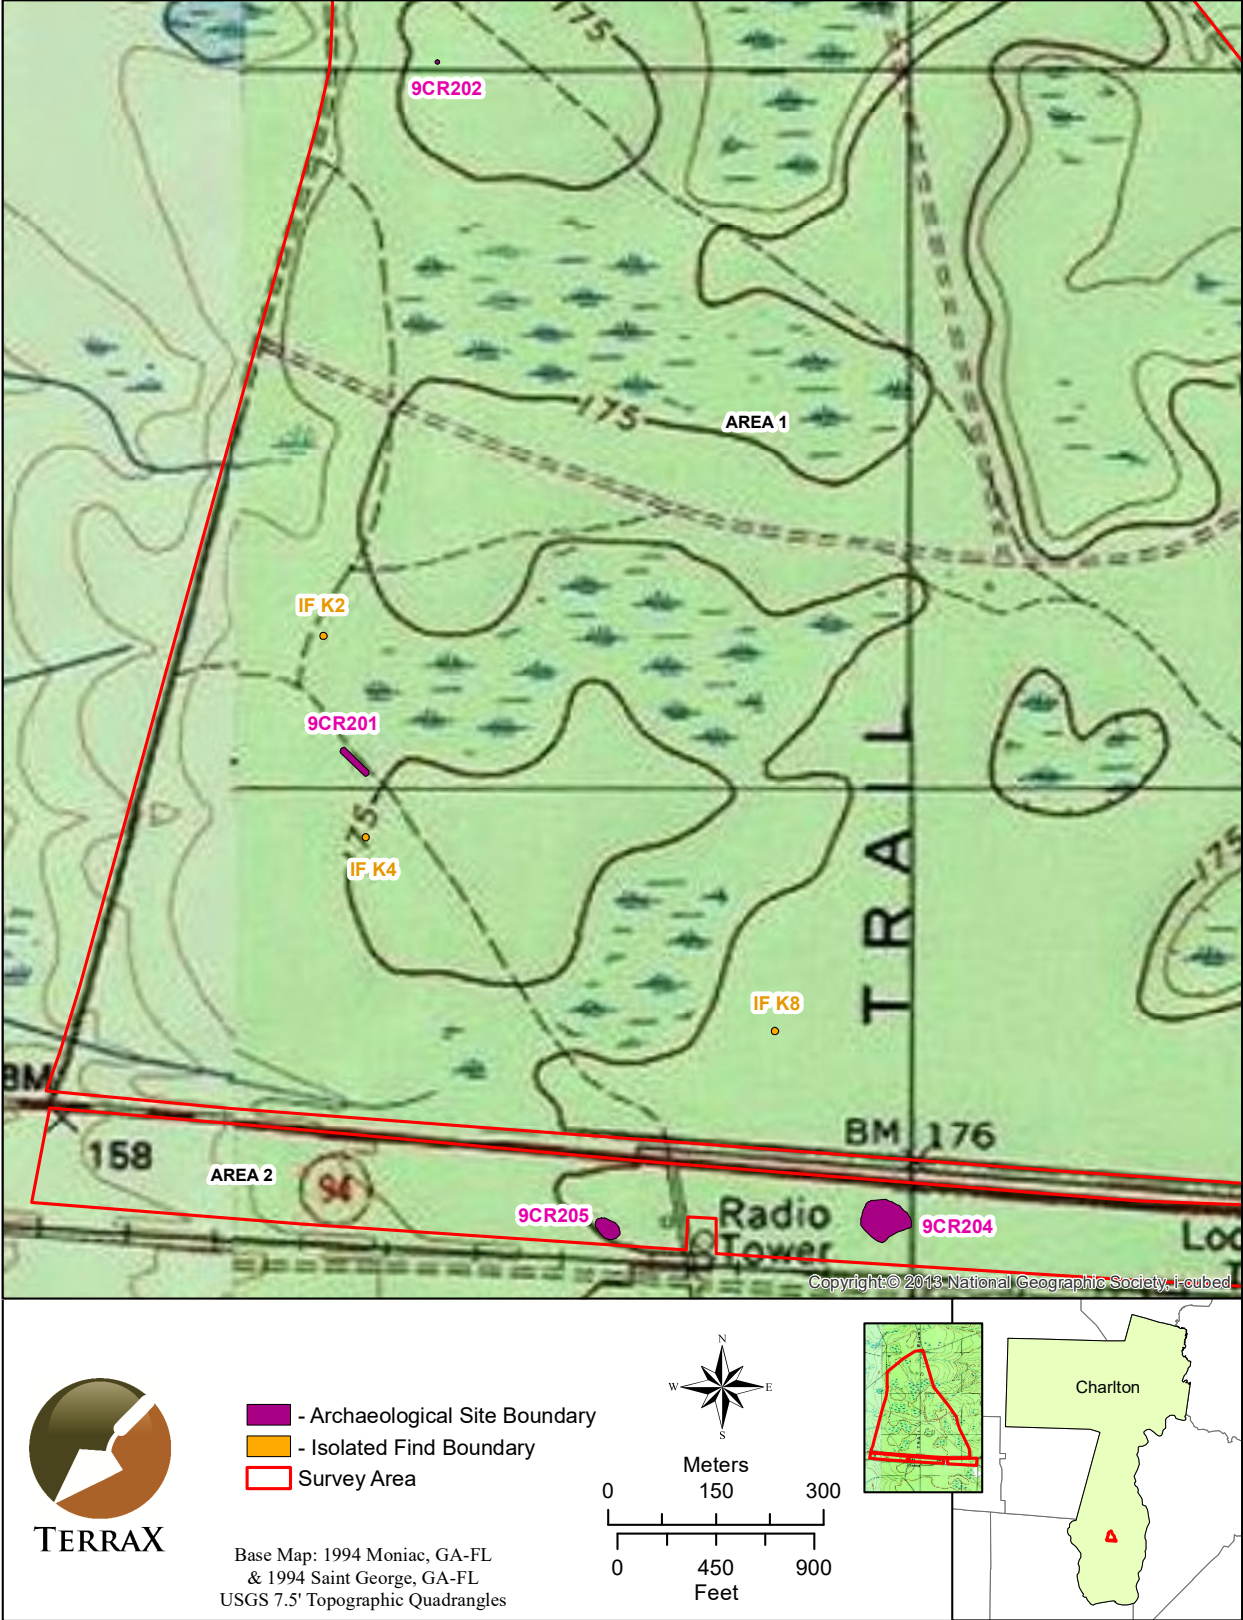 175
9CR202
175
AREA 1
IF K2
9CR201
175
IF K4
175
TRAIL
IF K8
BM
BM 176
158
AREA 2
94
9CR205
Radio
Tower
9CR204
Loo
Copyright:© 2013 National Geographic Society, i-cubed
TERRAX
- Archaeological Site Boundary
- Isolated Find Boundary
Survey Area
Base Map: 1994 Moniac, GA-FL
& 1994 Saint George, GA-FL
USGS 7.5' Topographic Quadrangles
N
W E
S
Meters
0 150 300
0 450 900
Feet
Charlton